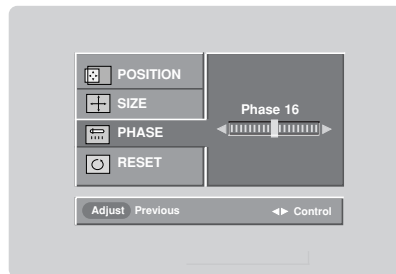 POSITION
SIZE
Phase 16
PHASE
RESET
Adjust Previous ◄► Control